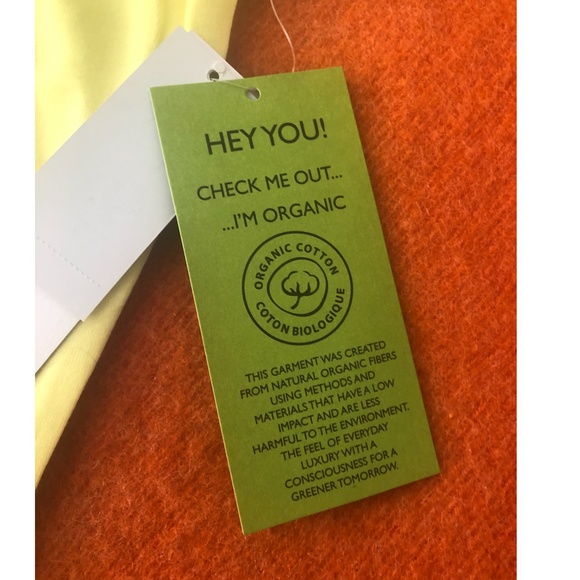 HEY YOU!
CHECK ME OUT...
...I'M ORGANIC
ORGANIC COTTON
COTON BIOLOGIQUE
THIS GARMENT WAS CREATED
FROM NATURAL ORGANIC FIBERS
USING METHODS AND
MATERIALS THAT HAVE A LOW
IMPACT AND ARE LESS
HARMFUL TO THE ENVIRONMENT.
THE FEEL OF EVERYDAY
LUXURY WITH A
CONSCIOUSNESS FOR A
GREENER TOMORROW.